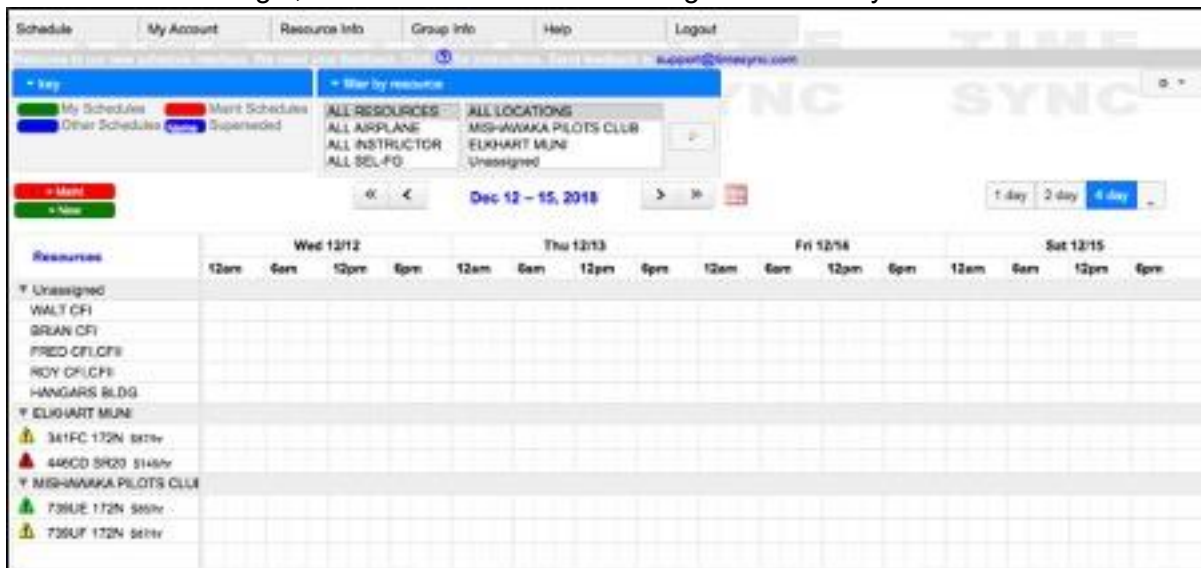 Schedule My Account Resource Info Group Info Help Logout
support@timesync.com
TIME TIME
SYNC SYNC
key filter by resource
My Schedules Maint Schedules
Other Schedules Name Superseded
ALL RESOURCES ALL LOCATIONS
ALL AIRPLANE MISHAWAKA PILOTS CLUB
ALL INSTRUCTOR ELKHART MUNI
ALL SEL-FG Unassigned
+ Maint
+ New
« < Dec 12 – 15, 2018 > » 1 day 2 day 4 day
Resources Wed 12/12 Thu 12/13 Fri 12/14 Sat 12/15
12am 6am 12pm 6pm 12am 6am 12pm 6pm 12am 6am 12pm 6pm 12am 6am 12pm 6pm
Unassigned
WALT CFI
BRIAN CFI
FRED CFI,CFII
ROY CFI,CFII
HANGARS BLDG
ELKHART MUNI
341FC 172N
446CD SR20
MISHAWAKA PILOTS CLUB
739UE 172N
739UF 172N